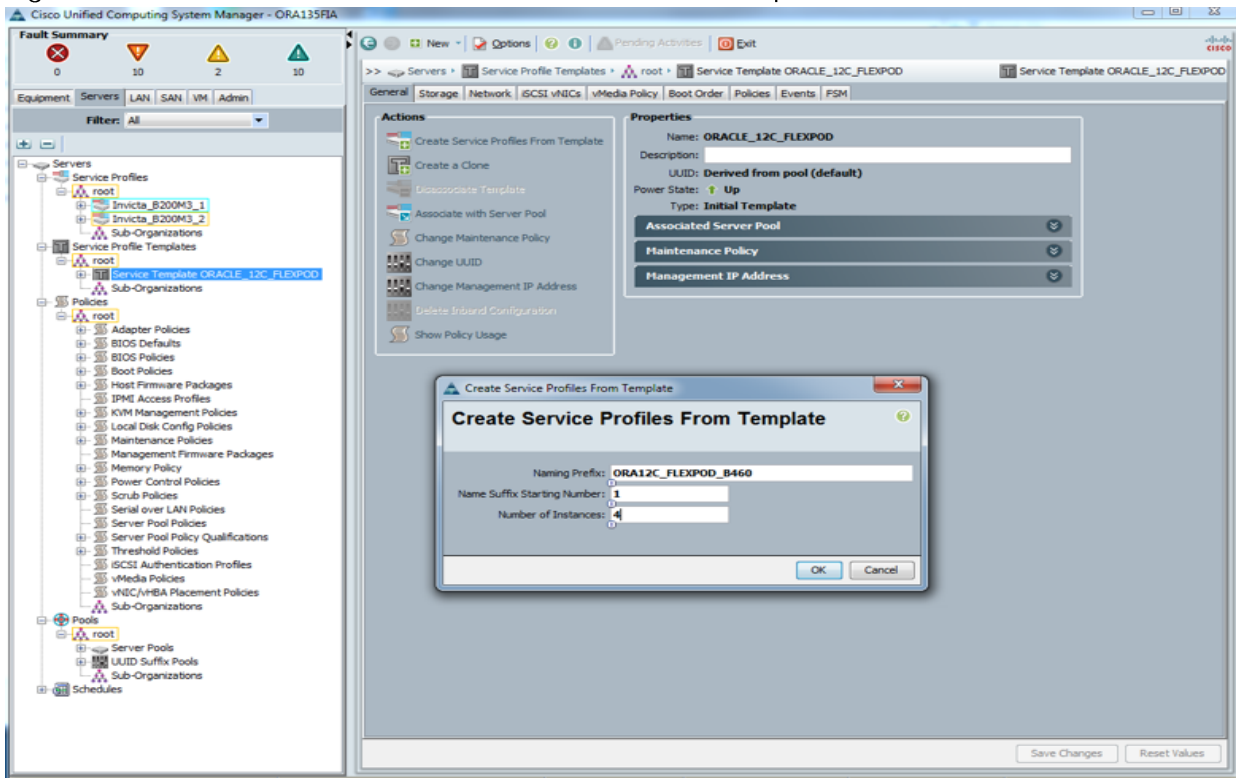 Cisco Unified Computing System Manager - ORA135FIA
Fault Summary
0 10 2 10
Equipment Servers LAN SAN VM Admin
Filter: All
Servers
Service Profiles
root
Invicta_B200M3_1
Invicta_B200M3_2
Sub-Organizations
Service Profile Templates
root
Service Template ORACLE_12C_FLEXPOD
Sub-Organizations
Policies
root
Adapter Policies
BIOS Defaults
BIOS Policies
Boot Policies
Host Firmware Packages
IPMI Access Profiles
KVM Management Policies
Local Disk Config Policies
Maintenance Policies
Management Firmware Packages
Memory Policy
Power Control Policies
Scrub Policies
Serial over LAN Policies
Server Pool Policies
Server Pool Policy Qualifications
Threshold Policies
iSCSI Authentication Profiles
vMedia Policies
vNIC/vHBA Placement Policies
Sub-Organizations
Pools
root
Server Pools
UUID Suffix Pools
Sub-Organizations
Schedules
New Options Pending Activities Exit
cisco
>> Servers Service Profile Templates root Service Template ORACLE_12C_FLEXPOD Service Template ORACLE_12C_FLEXPOD
General Storage Network iSCSI vNICs vMedia Policy Boot Order Policies Events FSM
Actions
Create Service Profiles From Template
Create a Clone
Disassociate Template
Associate with Server Pool
Change Maintenance Policy
Change UUID
Change Management IP Address
Delete Inband Configuration
Show Policy Usage
Properties
Name: ORACLE_12C_FLEXPOD
Description:
UUID: Derived from pool (default)
Power State: Up
Type: Initial Template
Associated Server Pool
Maintenance Policy
Management IP Address
Create Service Profiles From Template
Create Service Profiles From Template
Naming Prefix: ORA12C_FLEXPOD_B460
Name Suffix Starting Number: 1
Number of Instances: 4
OK Cancel
Save Changes Reset Values